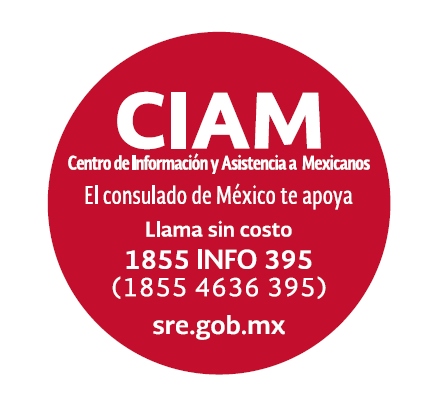 CIAM
Centro de Información y Asistencia a Mexicanos
El consulado de México te apoya
Llama sin costo
1855 INFO 395
(1855 4636 395)
sre.gob.mx